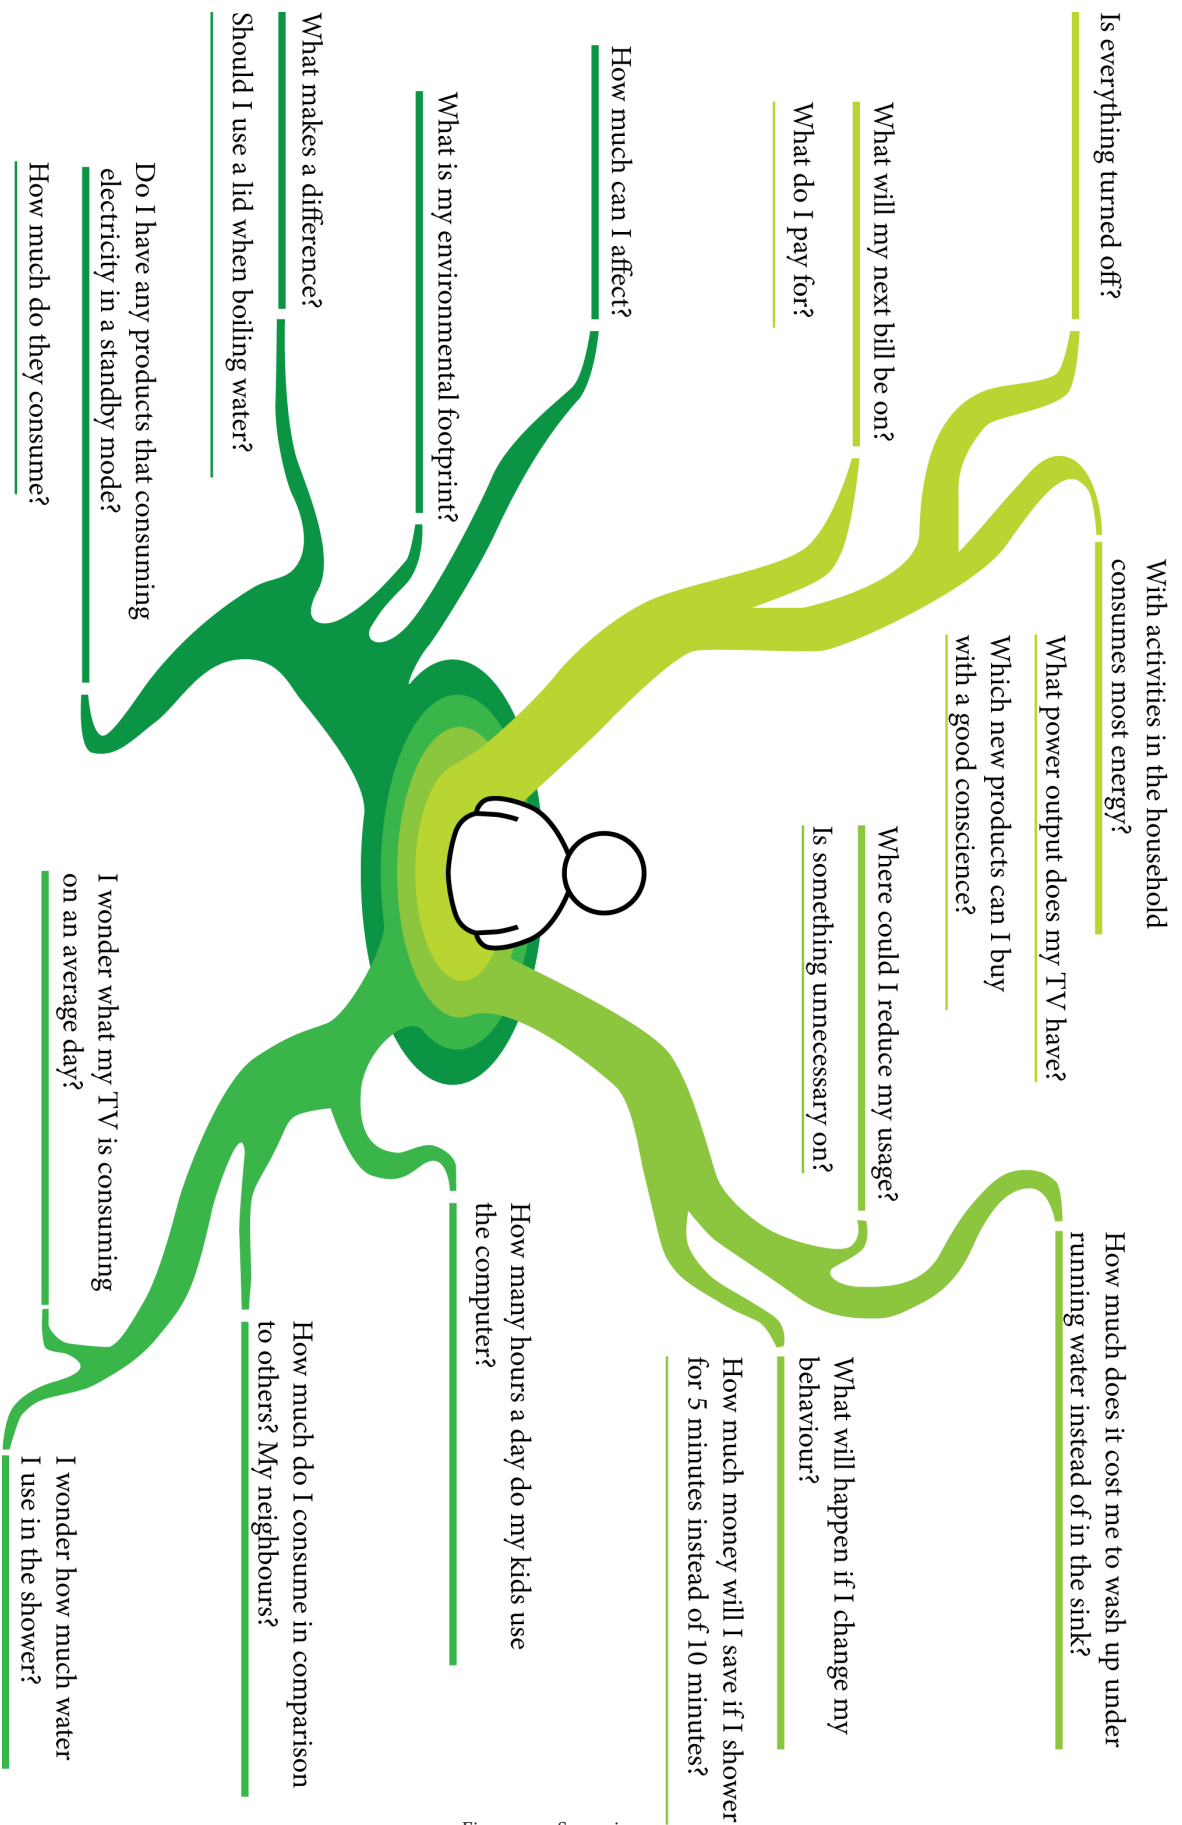 Is everything turned off?
With activities in the household
consumes most energy?
What power output does my TV have?
Which new products can I buy
with a good conscience?
What will my next bill be on?
What do I pay for?
How much does it cost me to wash up under
running water instead of in the sink?
Where could I reduce my usage?
Is something unnecessary on?
What will happen if I change my
behaviour?
How much money will I save if I shower
for 5 minutes instead of 10 minutes?
How much can I affect?
What is my environmental footprint?
What makes a difference?
Should I use a lid when boiling water?
Do I have any products that consuming
electricity in a standby mode?
How much do they consume?
How many hours a day do my kids use
the computer?
How much do I consume in comparison
to others? My neighbours?
I wonder what my TV is consuming
on an average day?
I wonder how much water
I use in the shower?